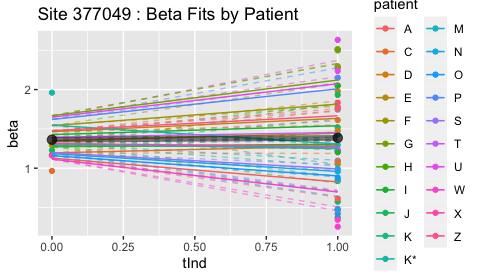 Site 377049 : Beta Fits by Patient
beta
2
1
0.00 0.25 0.50 0.75 1.00
tInd
patient
A
C
D
E
F
G
H
I
J
K
K*
M
N
O
P
S
T
U
W
X
Z